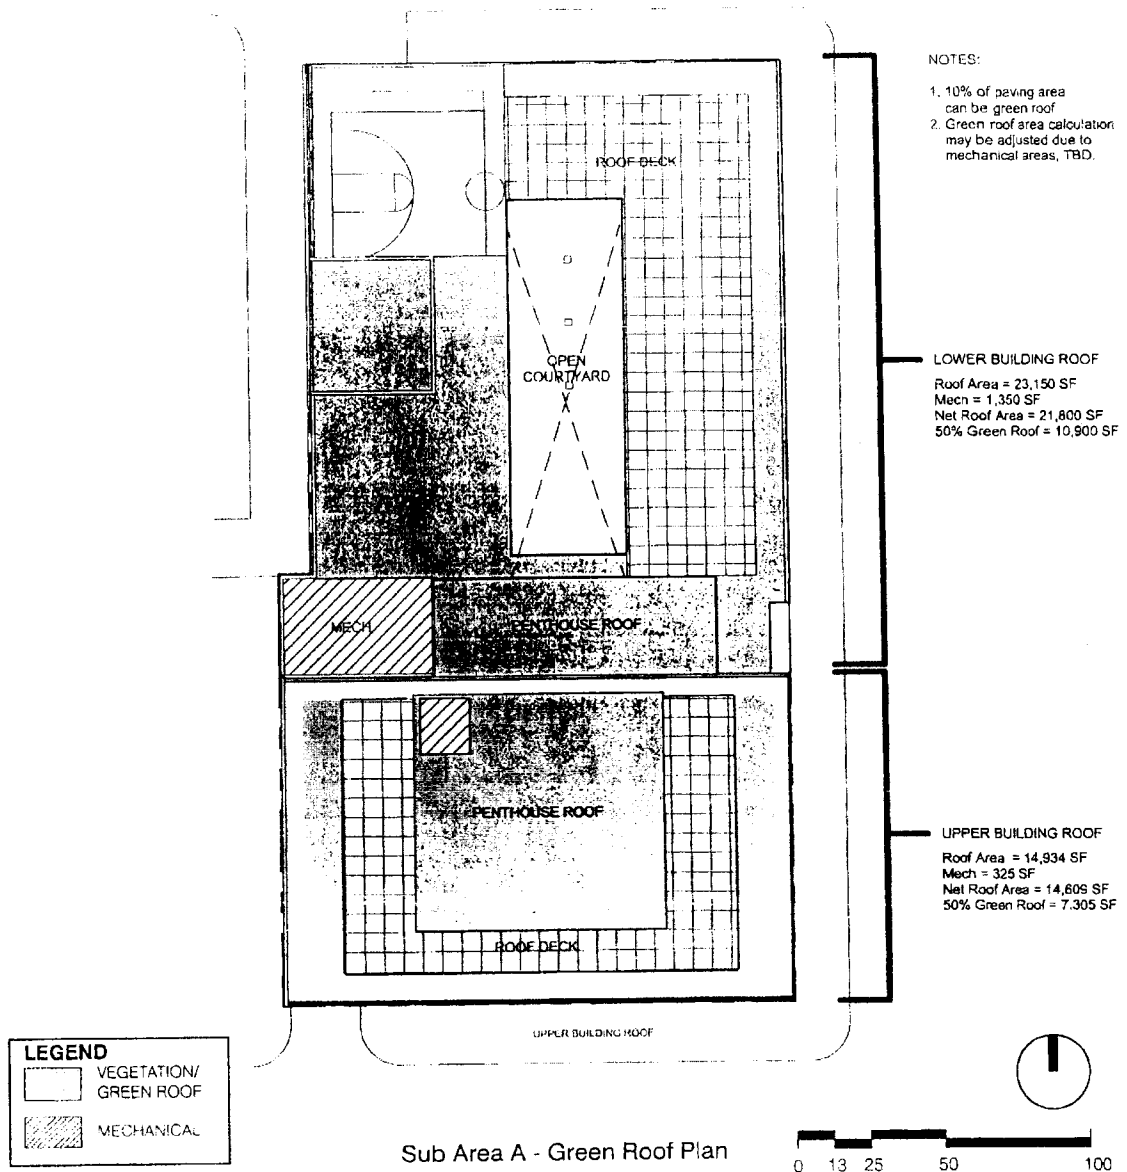 NOTES:
1. 10% of paving area
can be green roof
2. Green roof area calculation
may be adjusted due to
mechanical areas, TBD.
ROOF DECK
OPEN
COURTYARD
LOWER BUILDING ROOF
Roof Area = 23,150 SF
Mech = 1,350 SF
Net Roof Area = 21,800 SF
50% Green Roof = 10,900 SF
MECH
PENTHOUSE ROOF
PENTHOUSE ROOF
UPPER BUILDING ROOF
Roof Area = 14,934 SF
Mech = 325 SF
Net Roof Area = 14,609 SF
50% Green Roof = 7.305 SF
ROOF DECK
UPPER BUILDING ROOF
LEGEND
VEGETATION/
GREEN ROOF
MECHANICAL
Sub Area A - Green Roof Plan
0 13 25 50 100